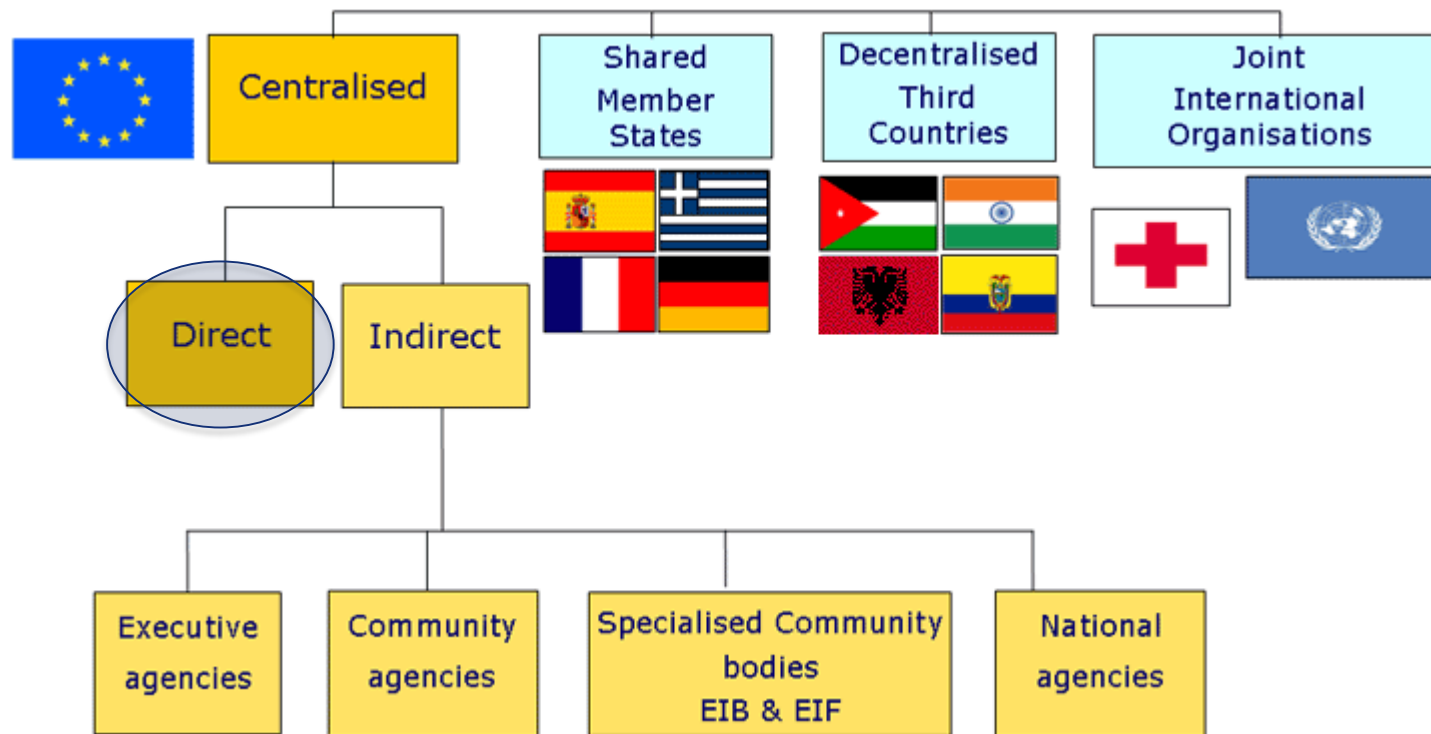 Centralised
Shared
Member
States
Decentralised
Third
Countries
Joint
International
Organisations
Direct
Indirect
Executive
agencies
Community
agencies
Specialised Community
bodies
EIB & EIF
National
agencies